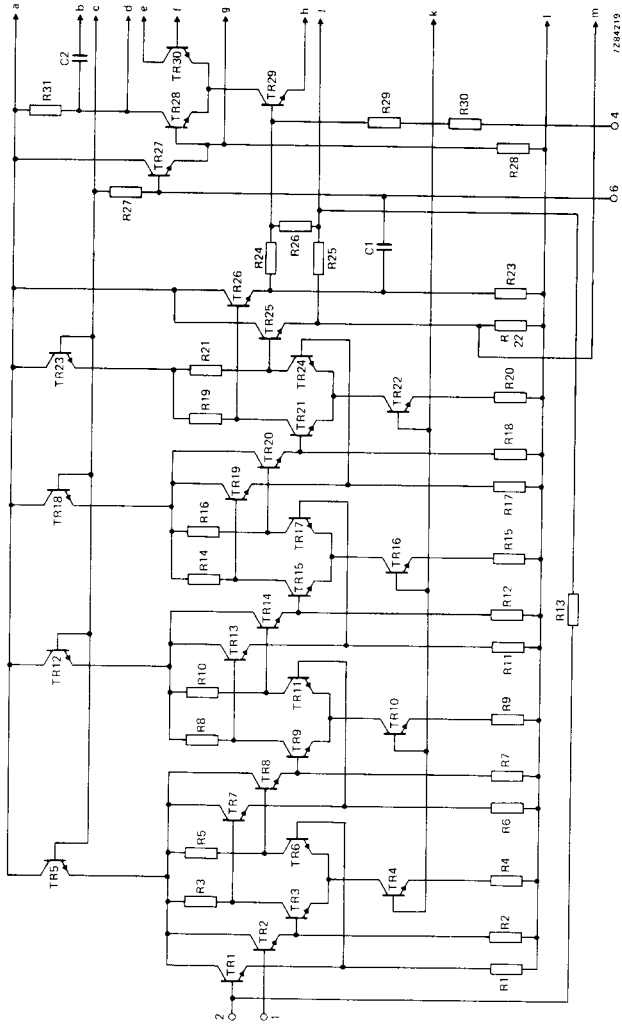 a
b
c
d
e
f
g
h
j
k
l
m
R31
C2
TR30
TR28
TR29
R29
R30
4
TR27
R27
R28
6
R24
R26
R25
C1
TR26
R23
TR25
R
22
TR23
R21
R19
TR24
TR21
TR22
R20
TR20
R18
TR18
TR19
R16
R14
TR17
R17
TR15
TR16
R15
TR14
R12
R13
TR12
TR13
R10
R8
TR11
R11
TR9
TR10
R9
TR8
R7
TR7
R5
R3
TR6
R6
TR5
TR3
TR4
R4
TR2
R2
TR1
R1
2
1
7Z84219